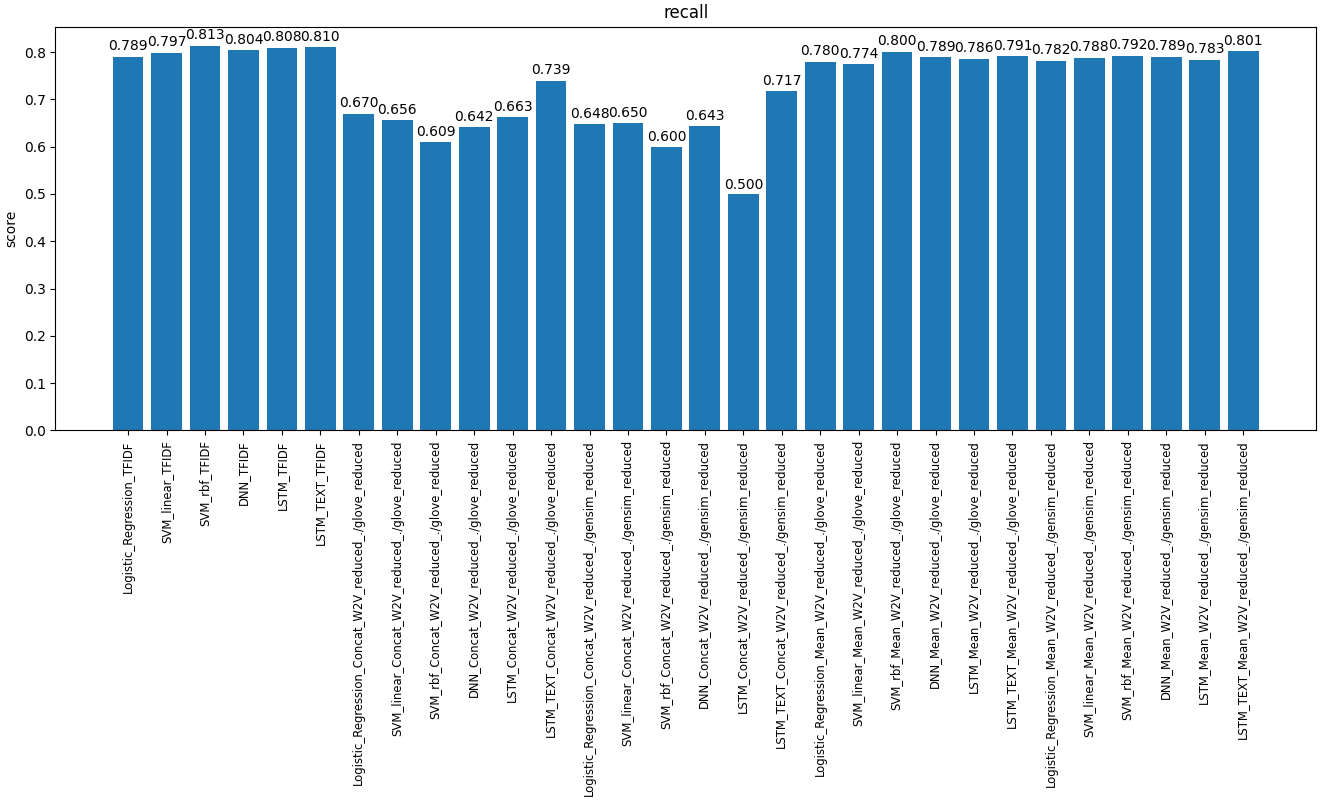 recall
score
0.8
0.7
0.6
0.5
0.4
0.3
0.2
0.1
0.0
0.789
0.797
0.813
0.804
0.808
0.810
0.670
0.656
0.609
0.642
0.663
0.739
0.648
0.650
0.600
0.643
0.500
0.717
0.780
0.774
0.800
0.789
0.786
0.791
0.782
0.788
0.792
0.789
0.783
0.801
Logistic_Regression_TFIDF
SVM_linear_TFIDF
SVM_rbf_TFIDF
DNN_TFIDF
LSTM_TFIDF
LSTM_TEXT_TFIDF
Logistic_Regression_Concat_W2V_reduced_./glove_reduced
SVM_linear_Concat_W2V_reduced_./glove_reduced
SVM_rbf_Concat_W2V_reduced_./glove_reduced
DNN_Concat_W2V_reduced_./glove_reduced
LSTM_Concat_W2V_reduced_./glove_reduced
LSTM_TEXT_Concat_W2V_reduced_./glove_reduced
Logistic_Regression_Concat_W2V_reduced_./gensim_reduced
SVM_linear_Concat_W2V_reduced_./gensim_reduced
SVM_rbf_Concat_W2V_reduced_./gensim_reduced
DNN_Concat_W2V_reduced_./gensim_reduced
LSTM_Concat_W2V_reduced_./gensim_reduced
LSTM_TEXT_Concat_W2V_reduced_./gensim_reduced
Logistic_Regression_Mean_W2V_reduced_./glove_reduced
SVM_linear_Mean_W2V_reduced_./glove_reduced
SVM_rbf_Mean_W2V_reduced_./glove_reduced
DNN_Mean_W2V_reduced_./glove_reduced
LSTM_Mean_W2V_reduced_./glove_reduced
LSTM_TEXT_Mean_W2V_reduced_./glove_reduced
Logistic_Regression_Mean_W2V_reduced_./gensim_reduced
SVM_linear_Mean_W2V_reduced_./gensim_reduced
SVM_rbf_Mean_W2V_reduced_./gensim_reduced
DNN_Mean_W2V_reduced_./gensim_reduced
LSTM_Mean_W2V_reduced_./gensim_reduced
LSTM_TEXT_Mean_W2V_reduced_./gensim_reduced